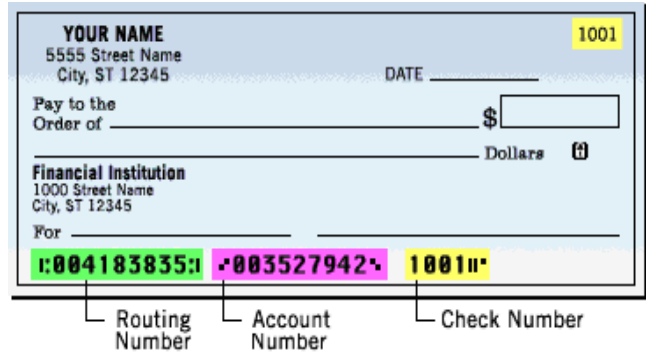 YOUR NAME 1001
5555 Street Name
City, ST 12345 DATE
Pay to the
Order of $
Dollars
Financial Institution
1000 Street Name
City, ST 12345
For
⑆004183835⑆ ⑈003527942⑈ 1001⑈
Routing Number
Account Number
Check Number